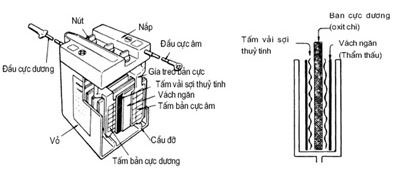 Nút
Nắp
Đầu cực âm
Đầu cực dương
Gía treo bản cực
Tấm vải sợi
thuỷ tinh
Vách ngăn
Tấm bản cực âm
Vỏ
Cầu đỡ
Tấm bản cực dương
Bản cực dương
(oxit chì)
Tấm vải sợi
thuỷ tinh
Vách ngăn
(Thẩm thấu)